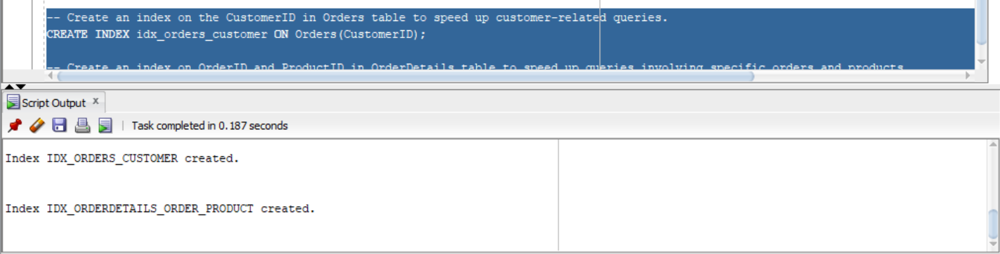 -- Create an index on the CustomerID in Orders table to speed up customer-related queries.
CREATE INDEX idx_orders_customer ON Orders(CustomerID);
-- Create an index on OrderID and ProductID in OrderDetails table to speed up queries involving specific orders and products
Script Output x
Task completed in 0.187 seconds
Index IDX_ORDERS_CUSTOMER created.
Index IDX_ORDERDETAILS_ORDER_PRODUCT created.